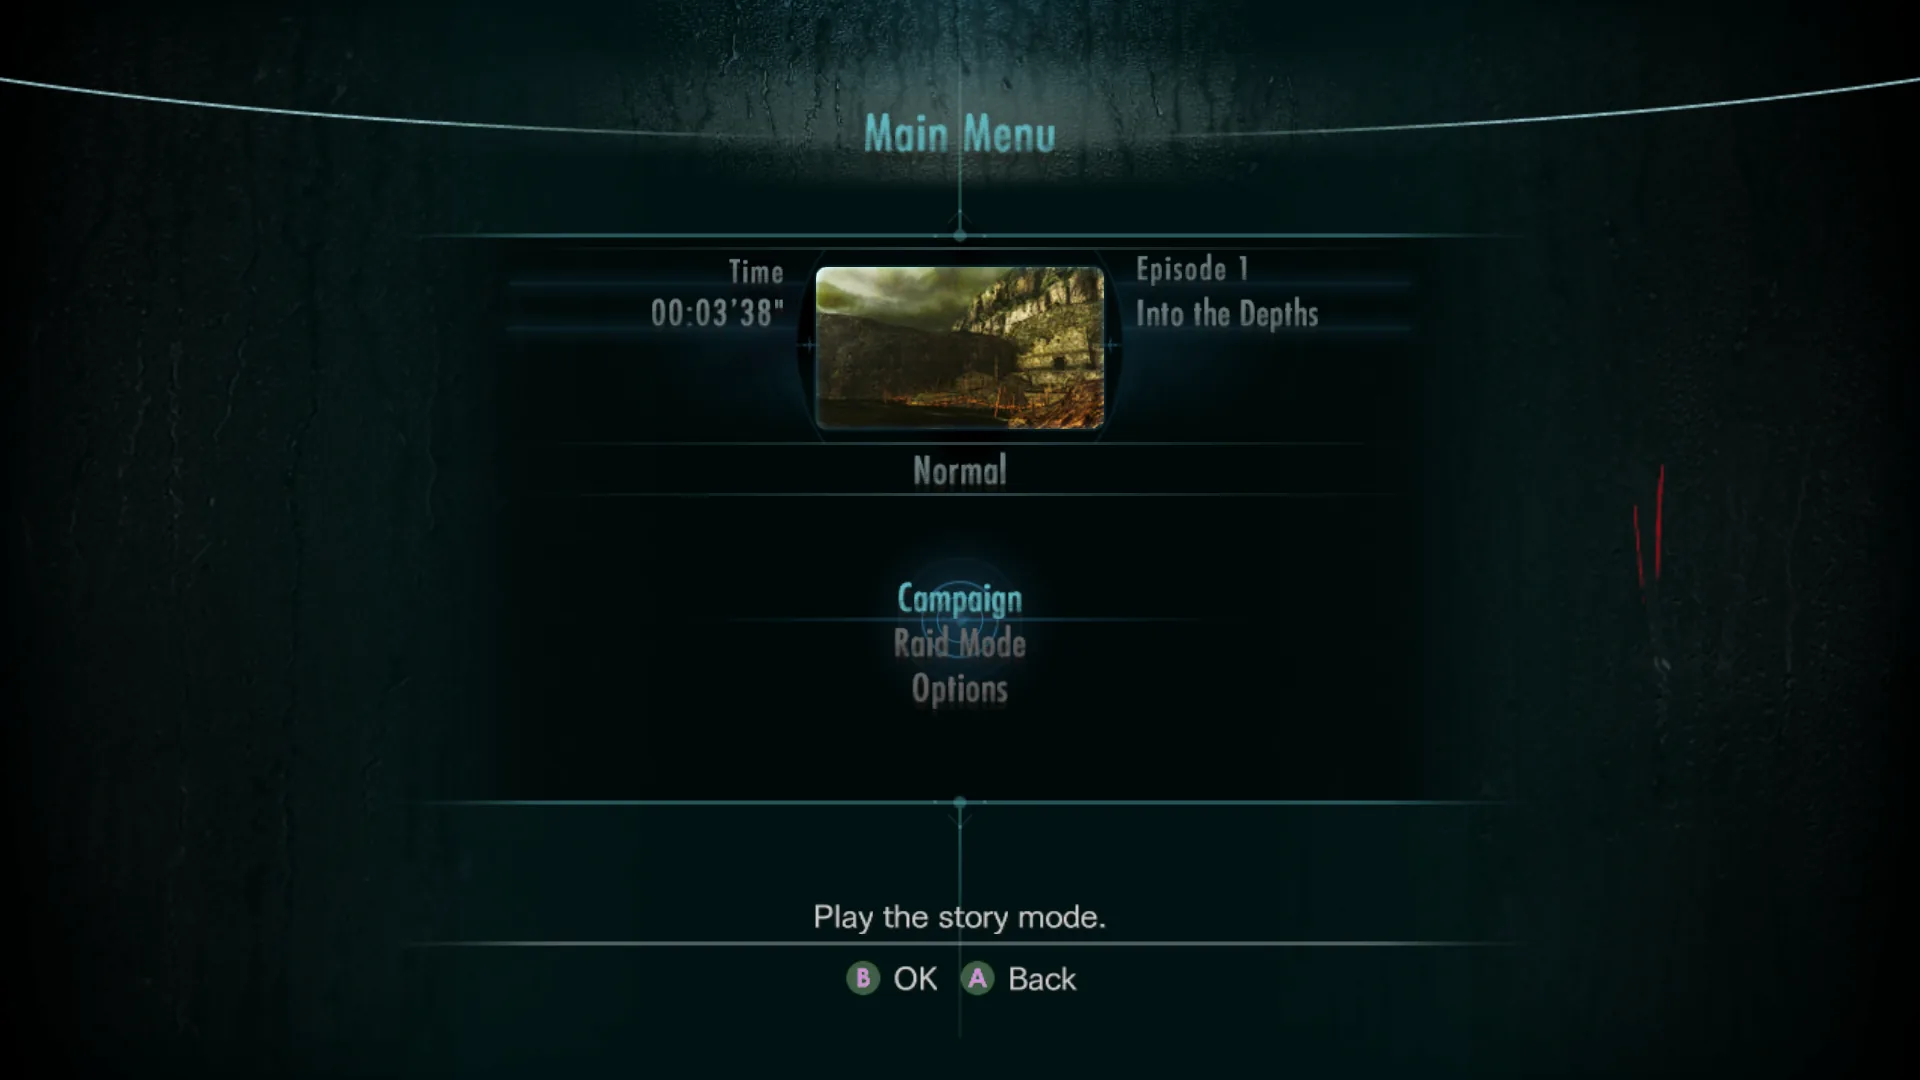 Main Menu
Time
00:03'38"
Episode 1
Into the Depths
Normal
Campaign
Raid Mode
Options
Play the story mode.
B OK A Back